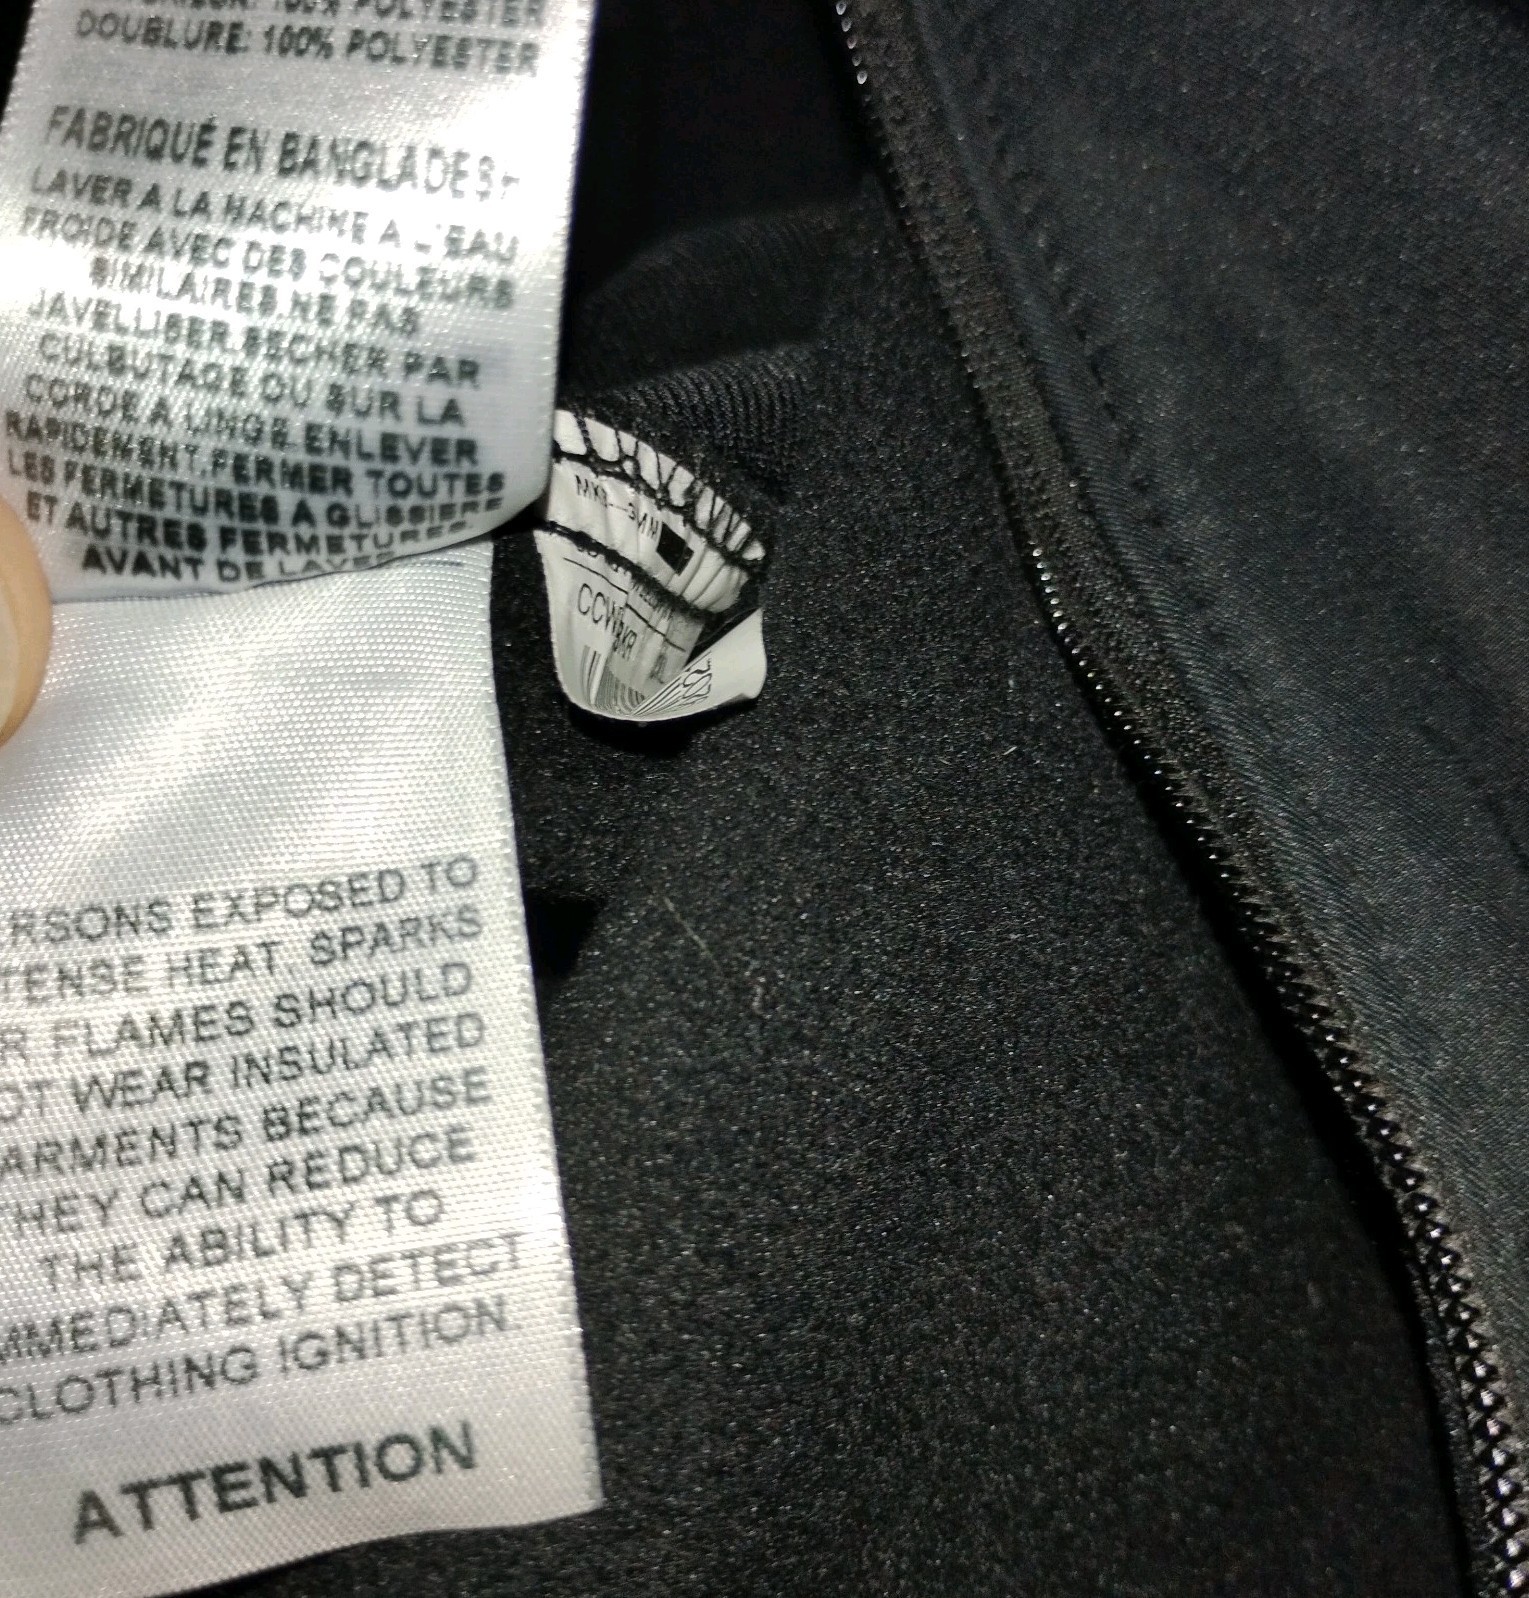 100% POLYESTER
DOUBLURE: 100% POLYESTER
FABRIQUÉ EN BANGLADESH
LAVER A LA MACHINE A L'EAU
FROIDE AVEC DES COULEURS
SIMILAIRES.NE PAS
JAVELLISER.SECHER PAR
CULBUTAGE OU SUR LA
CORDE A LINGE.ENLEVER
RAPIDEMENT.FERMER TOUTES
LES FERMETURES A GLISSIERE
ET AUTRES FERMETURES
AVANT DE LAVER
RSONS EXPOSED TO
TENSE HEAT, SPARKS
R FLAMES SHOULD
OT WEAR INSULATED
ARMENTS BECAUSE
HEY CAN REDUCE
THE ABILITY TO
MMEDIATELY DETECT
CLOTHING IGNITION
ATTENTION